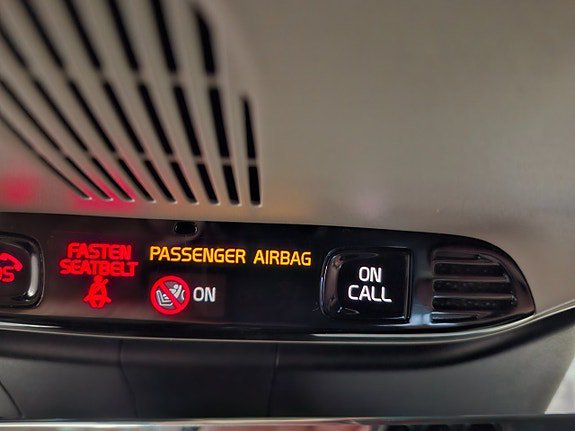 FASTEN
SEATBELT
PASSENGER AIRBAG
ON
ON
CALL